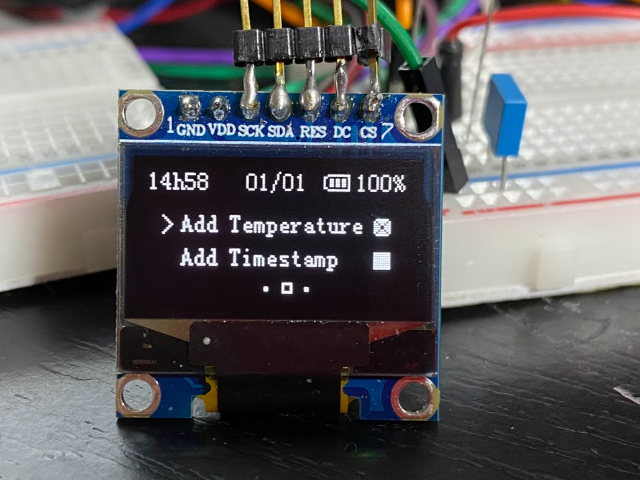 1 GND VDD SCK SDA RES DC CS 7
14h58 01/01 100%
> Add Temperature
Add Timestamp